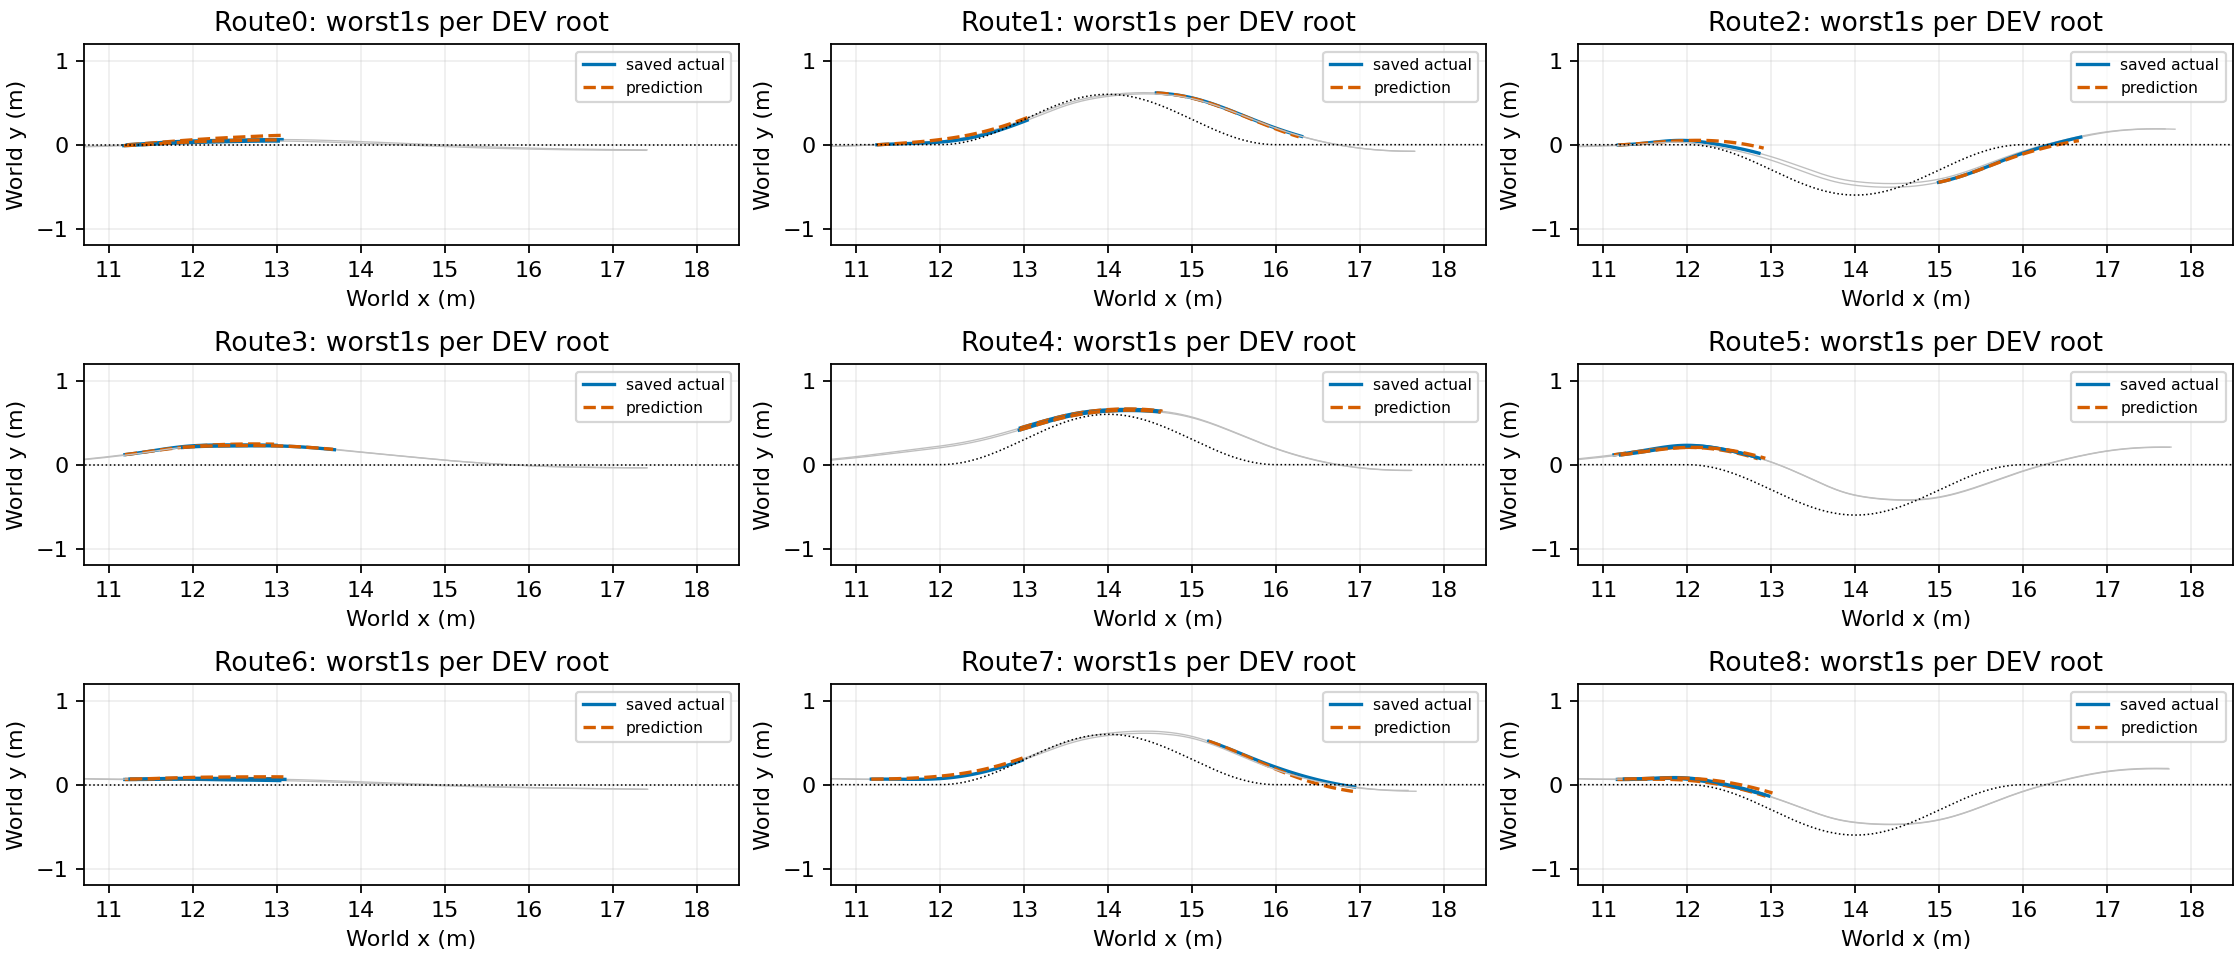 Route0: worst1s per DEV root
World y (m)
1
0
−1
saved actual
prediction
11 12 13 14 15 16 17 18
World x (m)
Route1: worst1s per DEV root
World y (m)
1
0
−1
saved actual
prediction
11 12 13 14 15 16 17 18
World x (m)
Route2: worst1s per DEV root
World y (m)
1
0
−1
saved actual
prediction
11 12 13 14 15 16 17 18
World x (m)
Route3: worst1s per DEV root
World y (m)
1
0
−1
saved actual
prediction
11 12 13 14 15 16 17 18
World x (m)
Route4: worst1s per DEV root
World y (m)
1
0
−1
saved actual
prediction
11 12 13 14 15 16 17 18
World x (m)
Route5: worst1s per DEV root
World y (m)
1
0
−1
saved actual
prediction
11 12 13 14 15 16 17 18
World x (m)
Route6: worst1s per DEV root
World y (m)
1
0
−1
saved actual
prediction
11 12 13 14 15 16 17 18
World x (m)
Route7: worst1s per DEV root
World y (m)
1
0
−1
saved actual
prediction
11 12 13 14 15 16 17 18
World x (m)
Route8: worst1s per DEV root
World y (m)
1
0
−1
saved actual
prediction
11 12 13 14 15 16 17 18
World x (m)